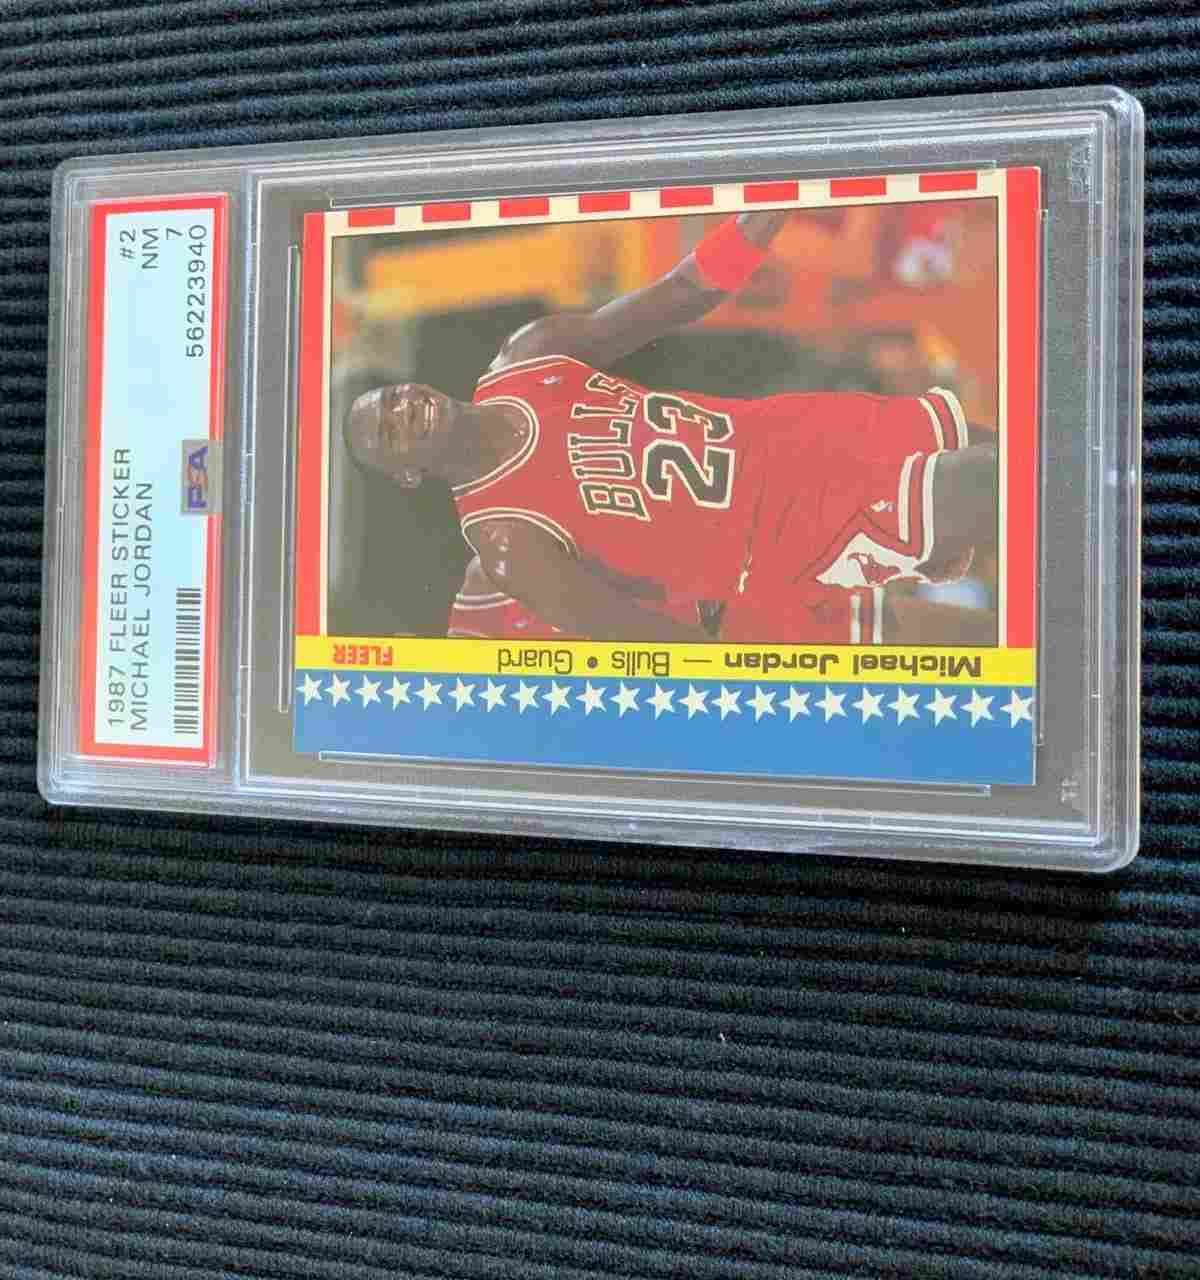 1987 FLEER STICKER #2
MICHAEL JORDAN NM
7
PSA 56223940
BULLS
23
Michael Jordan — Bulls • Guard FLEER